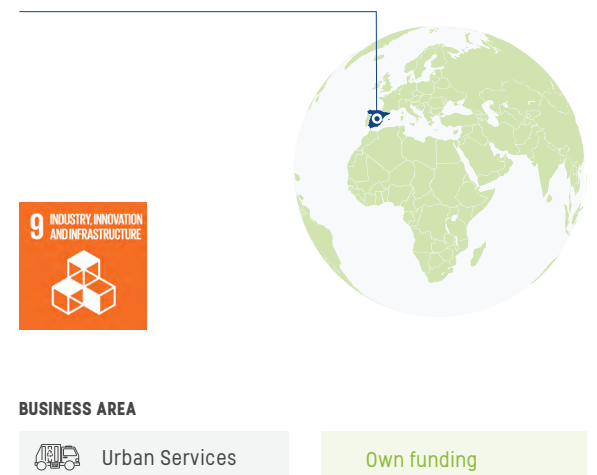 9 INDUSTRY, INNOVATION
AND INFRASTRUCTURE
BUSINESS AREA
Urban Services
Own funding